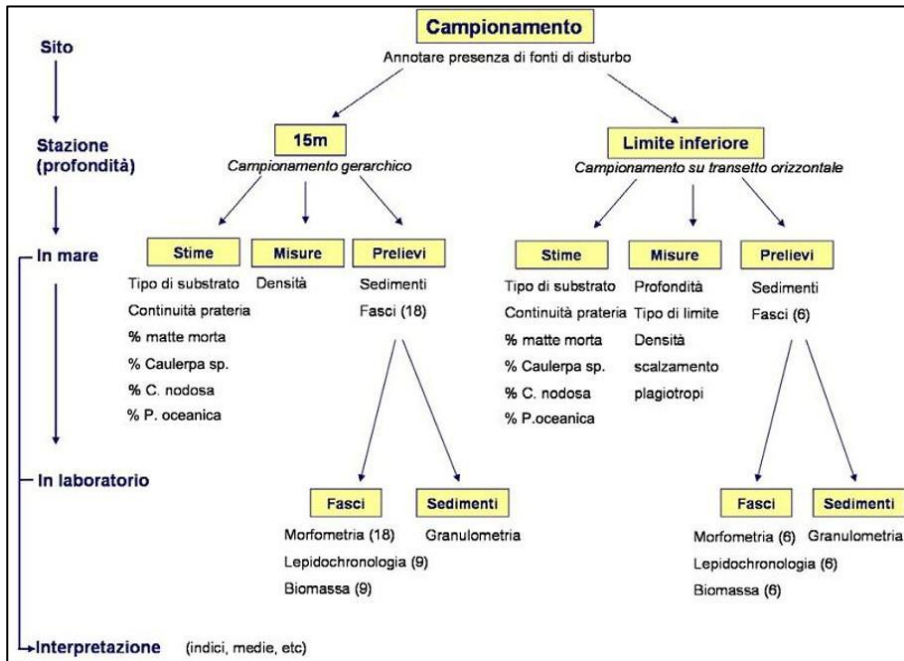 Campionamento
Annotare presenza di fonti di disturbo
Sito
Stazione
(profondità)
15m
Campionamento gerarchico
Limite inferiore
Campionamento su transetto orizzontale
In mare
Stime
Tipo di substrato
Continuità prateria
% matte morta
% Caulerpa sp.
% C. nodosa
% P. oceanica
Misure
Densità
Prelievi
Sedimenti
Fasci (18)
Stime
Tipo di substrato
Continuità prateria
% matte morta
% Caulerpa sp.
% C. nodosa
% P.oceanica
Misure
Profondità
Tipo di limite
Densità
scalzamento
plagiotropi
Prelievi
Sedimenti
Fasci (6)
In laboratorio
Fasci
Morfometria (18)
Lepidochronologia (9)
Biomassa (9)
Sedimenti
Granulometria
Fasci
Morfometria (6)
Lepidochronologia (6)
Biomassa (6)
Sedimenti
Granulometria
Interpretazione (indici, medie, etc)